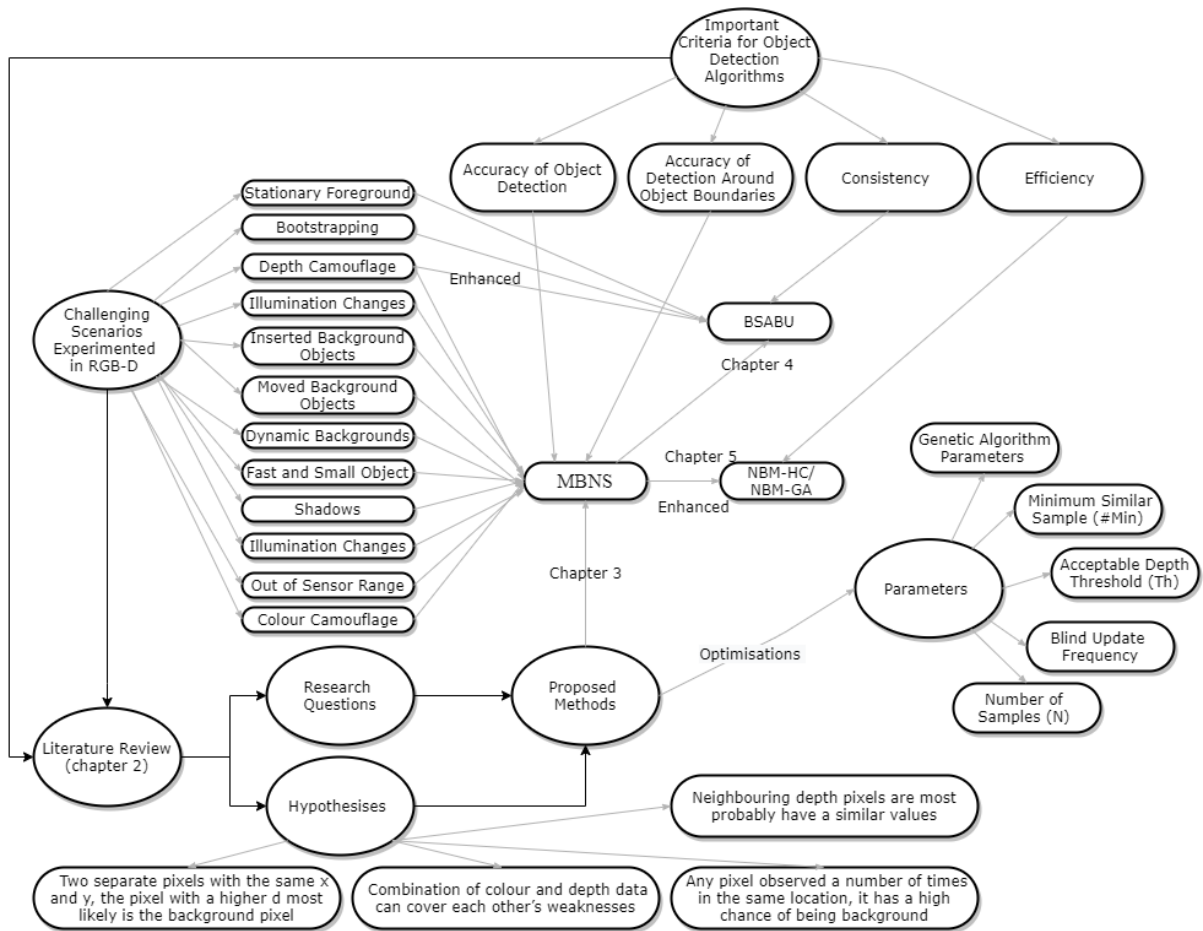 Important
Criteria for Object
Detection
Algorithms
Accuracy of Object
Detection
Accuracy of
Detection Around
Object Boundaries
Consistency
Efficiency
Challenging
Scenarios
Experimented
in RGB-D
Stationary Foreground
Bootstrapping
Depth Camouflage
Illumination Changes
Inserted Background
Objects
Moved Background
Objects
Dynamic Backgrounds
Fast and Small Object
Shadows
Illumination Changes
Out of Sensor Range
Colour Camouflage
Enhanced
BSABU
Chapter 4
MBNS
Chapter 5
Enhanced
NBM-HC/
NBM-GA
Chapter 3
Genetic Algorithm
Parameters
Minimum Similar
Sample (#Min)
Acceptable Depth
Threshold (Th)
Blind Update
Frequency
Number of
Samples (N)
Parameters
Optimisations
Proposed
Methods
Research
Questions
Literature Review
(chapter 2)
Hypothesises
Neighbouring depth pixels are most
probably have a similar values
Two separate pixels with the same x
and y, the pixel with a higher d most
likely is the background pixel
Combination of colour and depth data
can cover each other's weaknesses
Any pixel observed a number of times
in the same location, it has a high
chance of being background